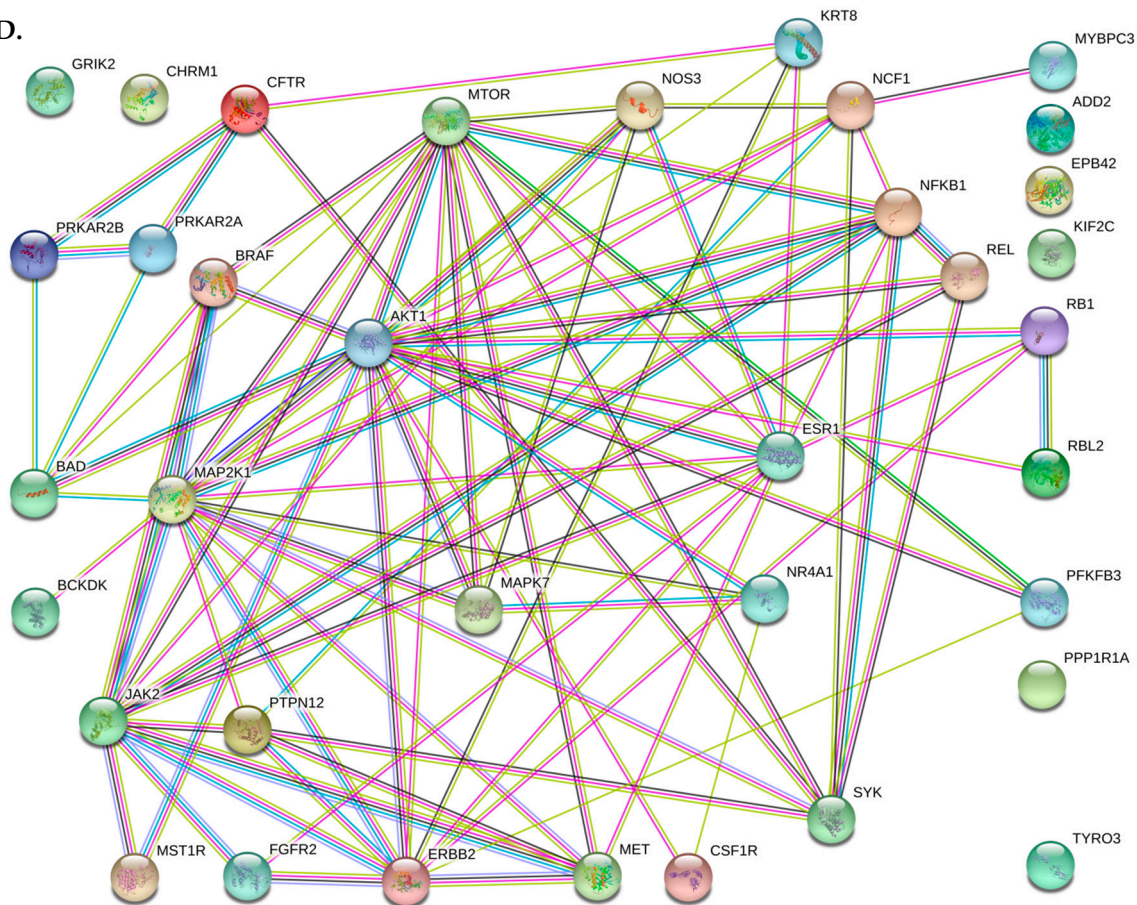 D.
KRT8
MYBPC3
GRIK2
CHRM1
CFTR
MTOR
NOS3
NCF1
ADD2
EPB42
NFKB1
PRKAR2B
PRKAR2A
KIF2C
BRAF
REL
AKT1
RB1
ESR1
RBL2
BAD
MAP2K1
BCKDK
MAPK7
NR4A1
PFKFB3
PPP1R1A
JAK2
PTPN12
SYK
MST1R
FGFR2
ERBB2
MET
CSF1R
TYRO3